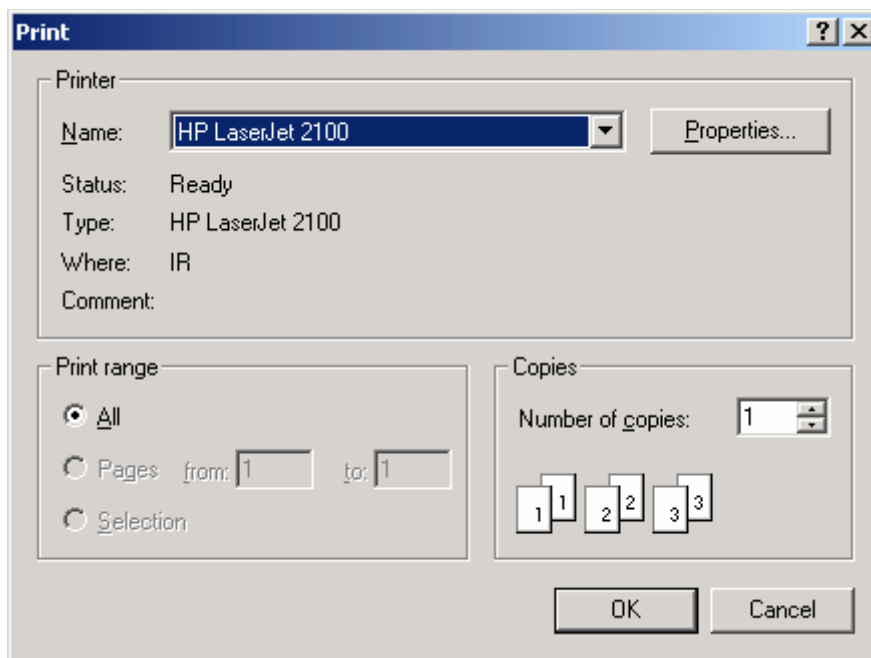 Print
Printer
Name: HP LaserJet 2100 Properties...
Status: Ready
Type: HP LaserJet 2100
Where: IR
Comment:
Print range
All
Pages from: 1 to: 1
Selection
Copies
Number of copies: 1
1 1 2 2 3 3
OK Cancel